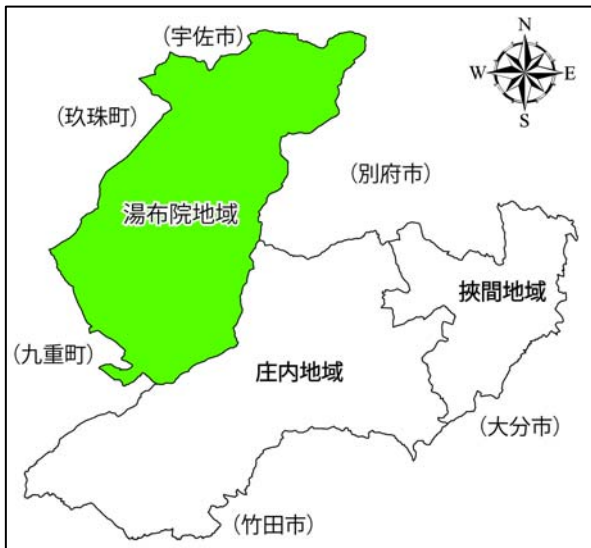 (宇佐市)
N
W
E
S
(玖珠町)
(別府市)
湯布院地域
挾間地域
(九重町)
庄内地域
(大分市)
(竹田市)